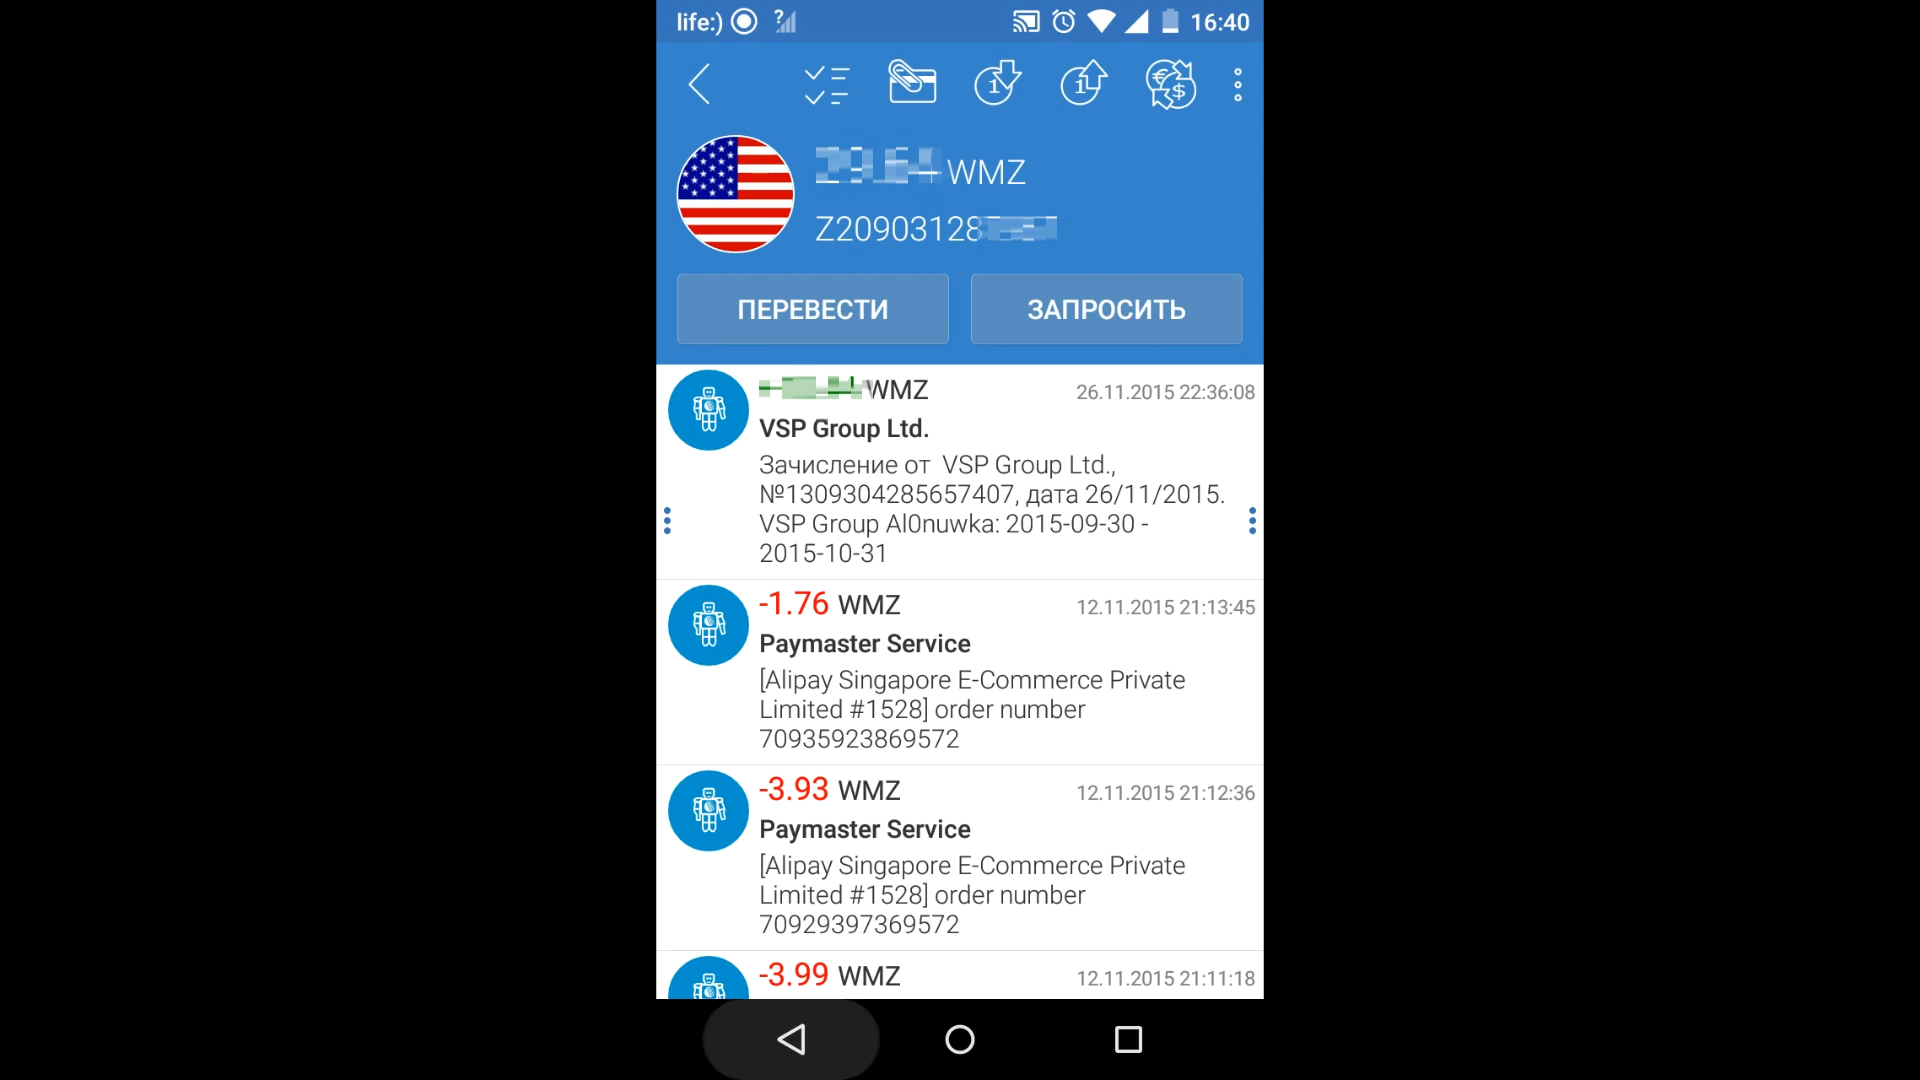 life:) 16:40
WMZ
Z20903128
ПЕРЕВЕСТИ ЗАПРОСИТЬ
WMZ 26.11.2015 22:36:08
VSP Group Ltd.
Зачисление от VSP Group Ltd.,
№1309304285657407, дата 26/11/2015.
VSP Group Al0nuwka: 2015-09-30 -
2015-10-31
-1.76 WMZ 12.11.2015 21:13:45
Paymaster Service
[Alipay Singapore E-Commerce Private
Limited #1528] order number
70935923869572
-3.93 WMZ 12.11.2015 21:12:36
Paymaster Service
[Alipay Singapore E-Commerce Private
Limited #1528] order number
70929397369572
-3.99 WMZ 12.11.2015 21:11:18